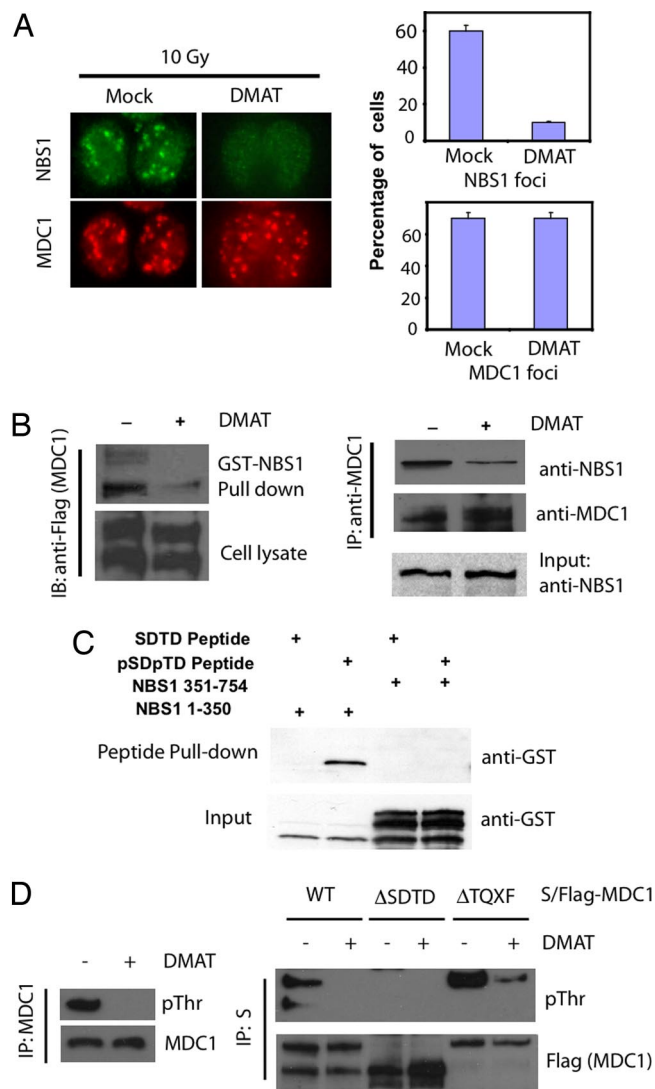 A
10 Gy
Mock DMAT
NBS1
MDC1
Percentage of cells
60
40
20
0
Mock DMAT
NBS1 foci
60
40
20
0
Mock DMAT
MDC1 foci
B
– + DMAT
IB: anti-Flag (MDC1)
GST-NBS1
Pull down
Cell lysate
– + DMAT
IP: anti-MDC1
anti-NBS1
anti-MDC1
Input:
anti-NBS1
C
SDTD Peptide + +
pSDpTD Peptide + +
NBS1 351-754 + +
NBS1 1-350 + +
Peptide Pull-down anti-GST
Input anti-GST
D
- + DMAT
IP: MDC1
pThr
MDC1
WT ΔSDTD ΔTQXF S/Flag-MDC1
- + - + - + DMAT
IP: S
pThr
Flag (MDC1)